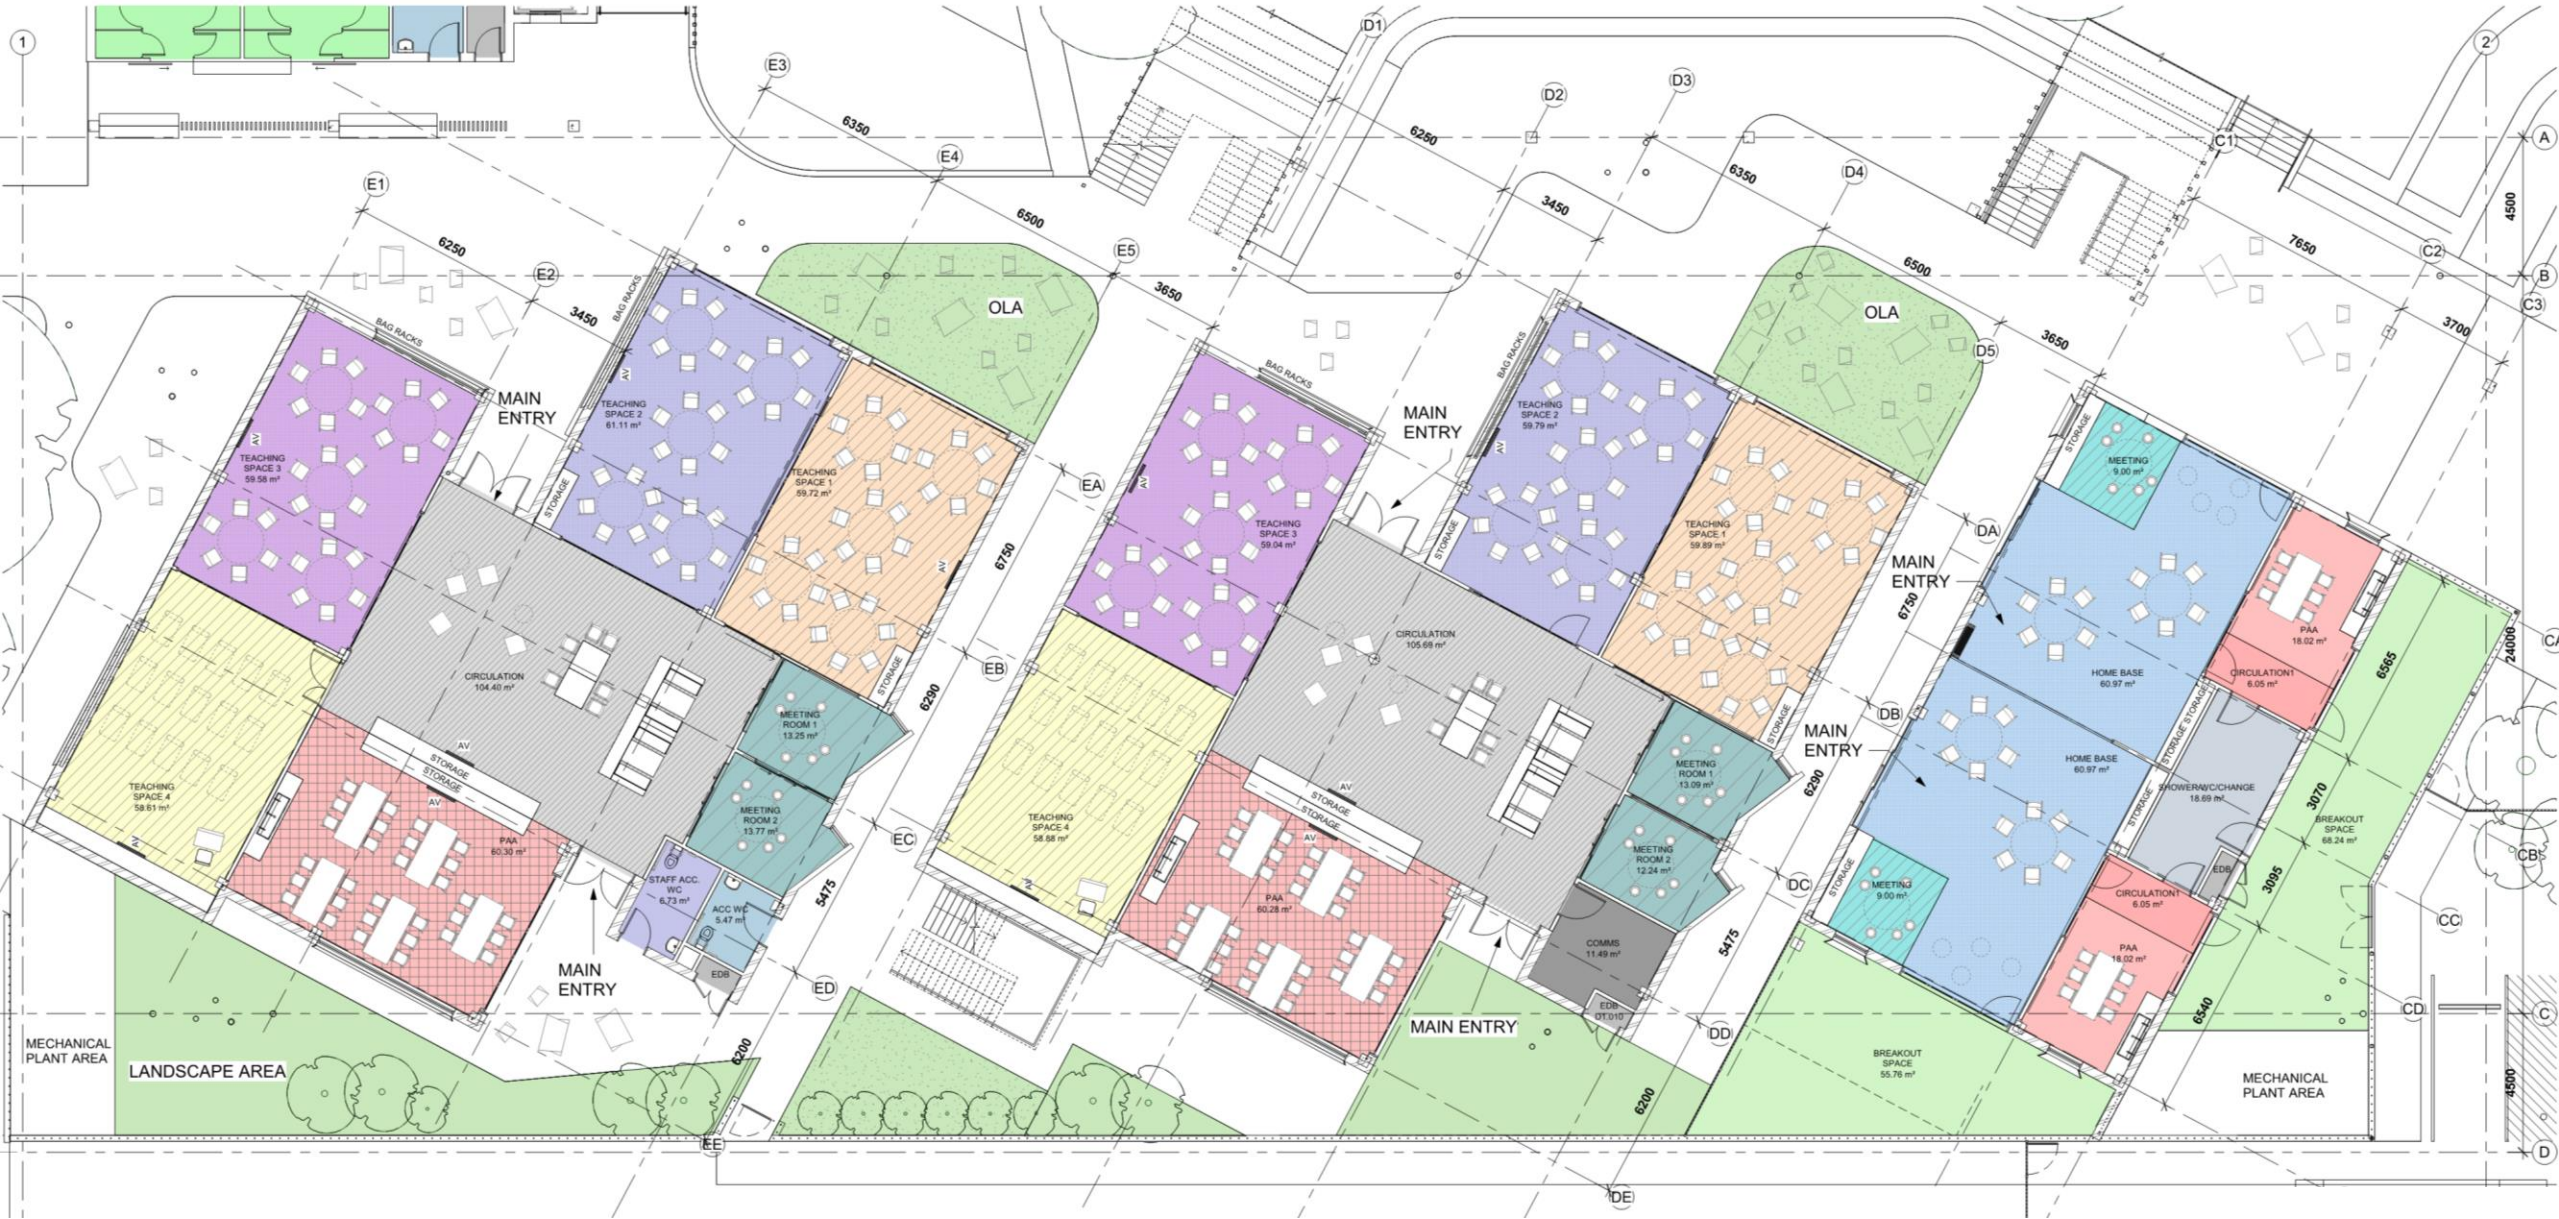 1
E3
D1
D2
D3
2
6350
6250
C1
A
E4
6350
D4
E1
4500
6500
3450
7650
6250
E5
C2
E2
6500
B
3650
C3
3450
OLA
OLA
3700
BAG RACKS
BAG RACKS
3650
D5
BAG RACKS
BAG RACKS
MAIN
ENTRY
AV
TEACHING
SPACE 2
61.11 m²
MAIN
ENTRY
TEACHING
SPACE 2
59.79 m²
STORAGE
AV
AV
TEACHING
SPACE 3
59.58 m²
TEACHING
SPACE 1
59.72 m²
EA
AV
MEETING
9.00 m²
STORAGE
TEACHING
SPACE 3
59.04 m²
STORAGE
TEACHING
SPACE 1
59.89 m²
DA
AV
6750
MAIN
ENTRY
6750
PAA
18.02 m²
24000
CA
CIRCULATION
105.69 m²
EB
6565
CIRCULATION
104.40 m²
STORAGE
HOME BASE
60.97 m²
CIRCULATION1
6.05 m²
6290
DB
STORAGE
STORAGE
STORAGE
MEETING
ROOM 1
13.25 m²
STORAGE
MAIN
ENTRY
AV
STORAGE
STORAGE
AV
HOME BASE
60.97 m²
MEETING
ROOM 1
13.09 m²
6290
TEACHING
SPACE 4
58.61 m²
SHOWER/WC/CHANGE
18.69 m²
3070
AV
STORAGE
STORAGE
AV
STORAGE
MEETING
ROOM 2
13.77 m²
TEACHING
SPACE 4
58.88 m²
BREAKOUT
SPACE
68.24 m²
EC
PAA
60.30 m²
AV
CB
MEETING
ROOM 2
12.24 m²
EDB
3095
STAFF ACC.
WC
6.73 m²
AV
DC
STORAGE
MEETING
9.00 m²
CIRCULATION1
6.05 m²
5475
ACC WC
5.47 m²
PAA
60.28 m²
CC
COMMS
11.49 m²
5475
PAA
18.02 m²
EDB
MAIN
ENTRY
ED
EDB
01.010
6540
CD
C
MAIN ENTRY
DD
MECHANICAL
PLANT AREA
LANDSCAPE AREA
6200
BREAKOUT
SPACE
55.76 m²
MECHANICAL
PLANT AREA
4500
6200
EE
D
DE